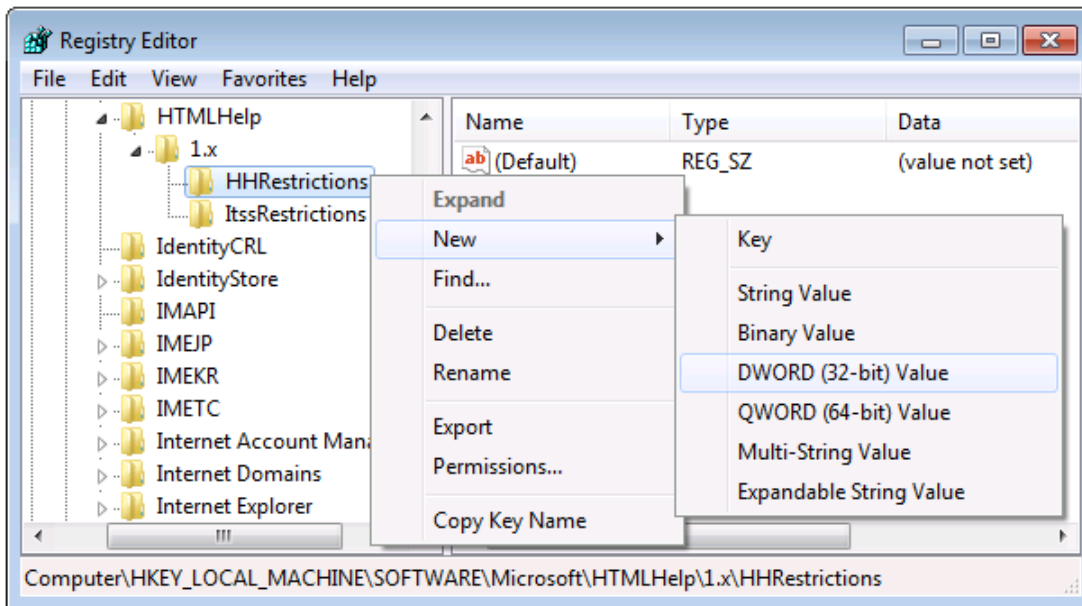 Registry Editor
File Edit View Favorites Help
HTMLHelp
1.x
HHRestrictions
ItssRestrictions
IdentityCRL
IdentityStore
IMAPI
IMEJP
IMEKR
IMETC
Internet Account Mana
Internet Domains
Internet Explorer
Name Type Data
ab (Default) REG_SZ (value not set)
Expand
New
Find...
Delete
Rename
Export
Permissions...
Copy Key Name
Key
String Value
Binary Value
DWORD (32-bit) Value
QWORD (64-bit) Value
Multi-String Value
Expandable String Value
Computer\HKEY_LOCAL_MACHINE\SOFTWARE\Microsoft\HTMLHelp\1.x\HHRestrictions